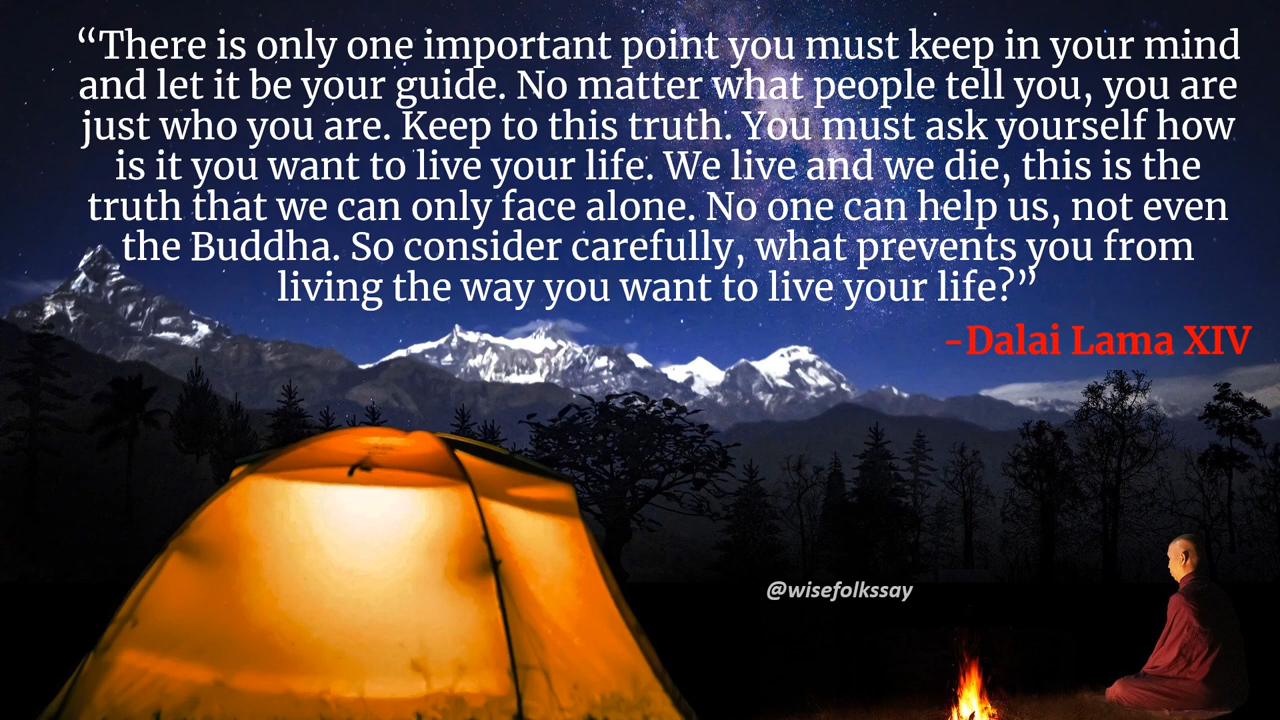 “There is only one important point you must keep in your mind
and let it be your guide. No matter what people tell you, you are
just who you are. Keep to this truth. You must ask yourself how
is it you want to live your life. We live and we die, this is the
truth that we can only face alone. No one can help us, not even
the Buddha. So consider carefully, what prevents you from
living the way you want to live your life?”
-Dalai Lama XIV
@wisefolkssay